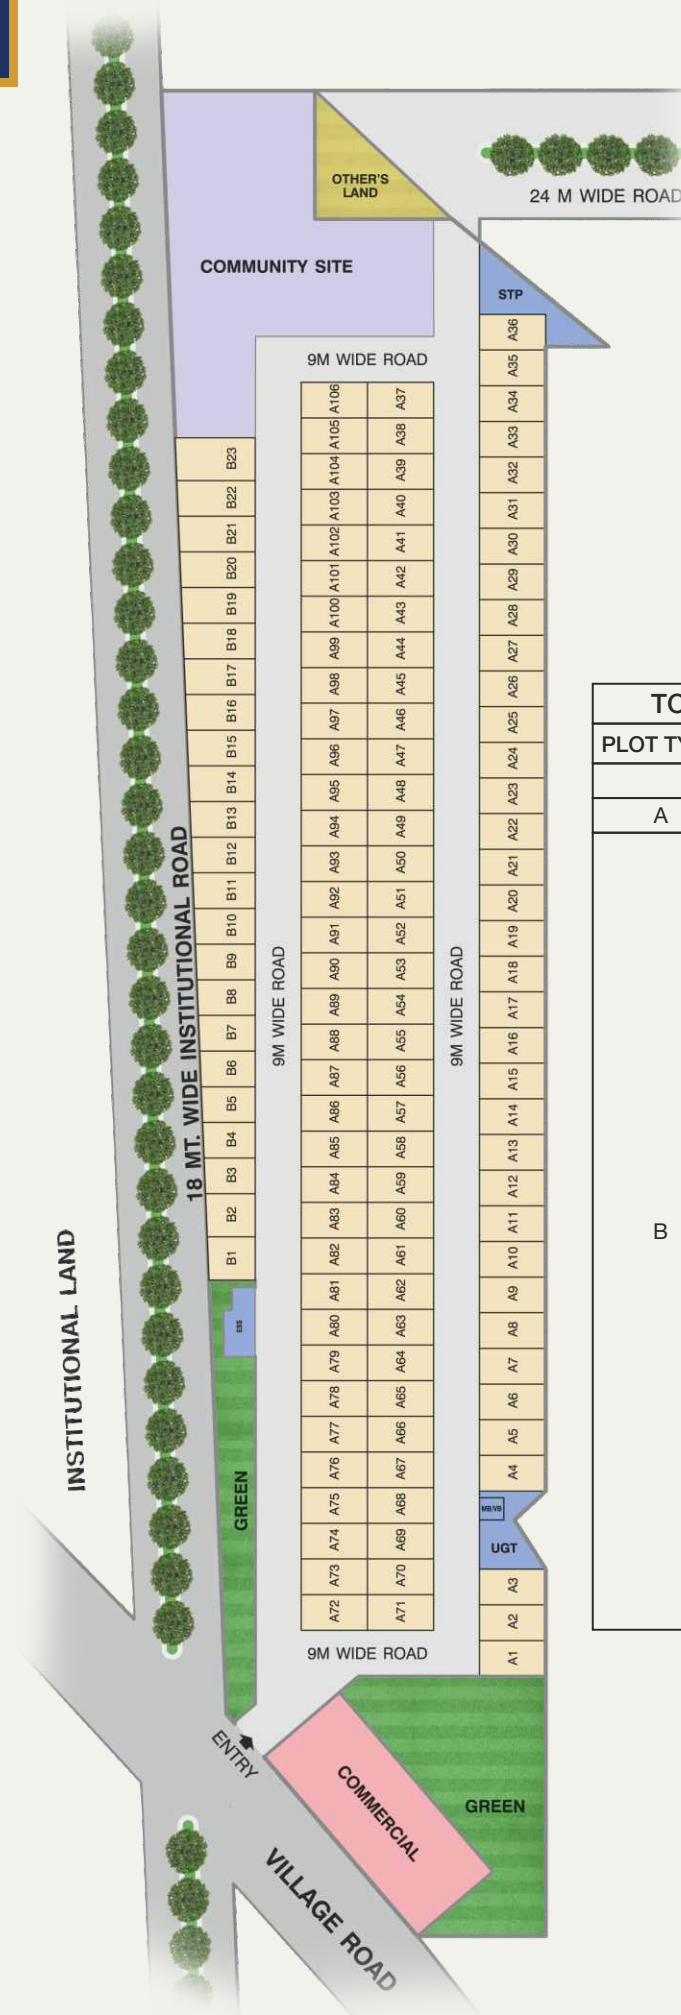 OTHER'S
LAND
24 M WIDE ROAD
COMMUNITY SITE
STP
9M WIDE ROAD
A36
A35
A34
A33
A32
A31
A30
A29
A28
A27
A26
A25
A24
A23
A22
A21
A20
A19
A18
A17
A16
A15
A14
A13
A12
A11
A10
A9
A8
A7
A6
A5
A4
MB/VB
UGT
A3
A2
A1
A106 A37
A105 A38
A104 A39
A103 A40
A102 A41
A101 A42
A100 A43
A99 A44
A98 A45
A97 A46
A96 A47
A95 A48
A94 A49
A93 A50
A92 A51
A91 A52
A90 A53
A89 A54
A88 A55
A87 A56
A86 A57
A85 A58
A84 A59
A83 A60
A82 A61
A81 A62
A80 A63
A79 A64
A78 A65
A77 A66
A76 A67
A75 A68
A74 A69
A73 A70
A72 A71
B23
B22
B21
B20
B19
B18
B17
B16
B15
B14
B13
B12
B11
B10
B9
B8
B7
B6
B5
B4
B3
B2
B1
ESS
18 MT. WIDE INSTITUTIONAL ROAD
9M WIDE ROAD
9M WIDE ROAD
INSTITUTIONAL LAND
GREEN
9M WIDE ROAD
ENTRY
COMMERCIAL
GREEN
VILLAGE ROAD
PLOT
A
B